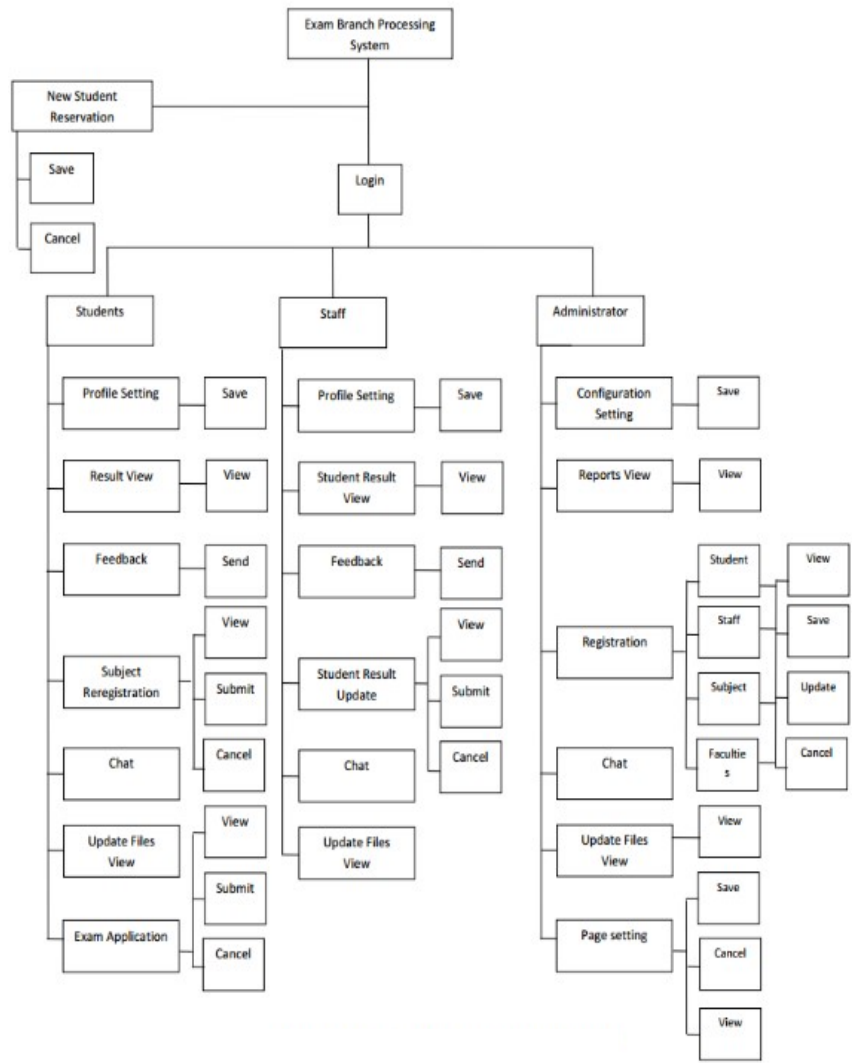 Exam Branch Processing
System
New Student
Reservation
Save
Cancel
Login
Students
Staff
Administrator
Profile Setting
Save
Result View
View
Feedback
Send
Subject
Reregistration
View
Submit
Cancel
Chat
Update Files
View
Exam Application
View
Submit
Cancel
Profile Setting
Save
Student Result
View
View
Feedback
Send
Student Result
Update
View
Submit
Cancel
Chat
Update Files
View
Configuration
Setting
Save
Reports View
View
Registration
Student
Staff
Subject
Facultie
s
View
Save
Update
Cancel
Chat
Update Files
View
View
Page setting
Save
Cancel
View